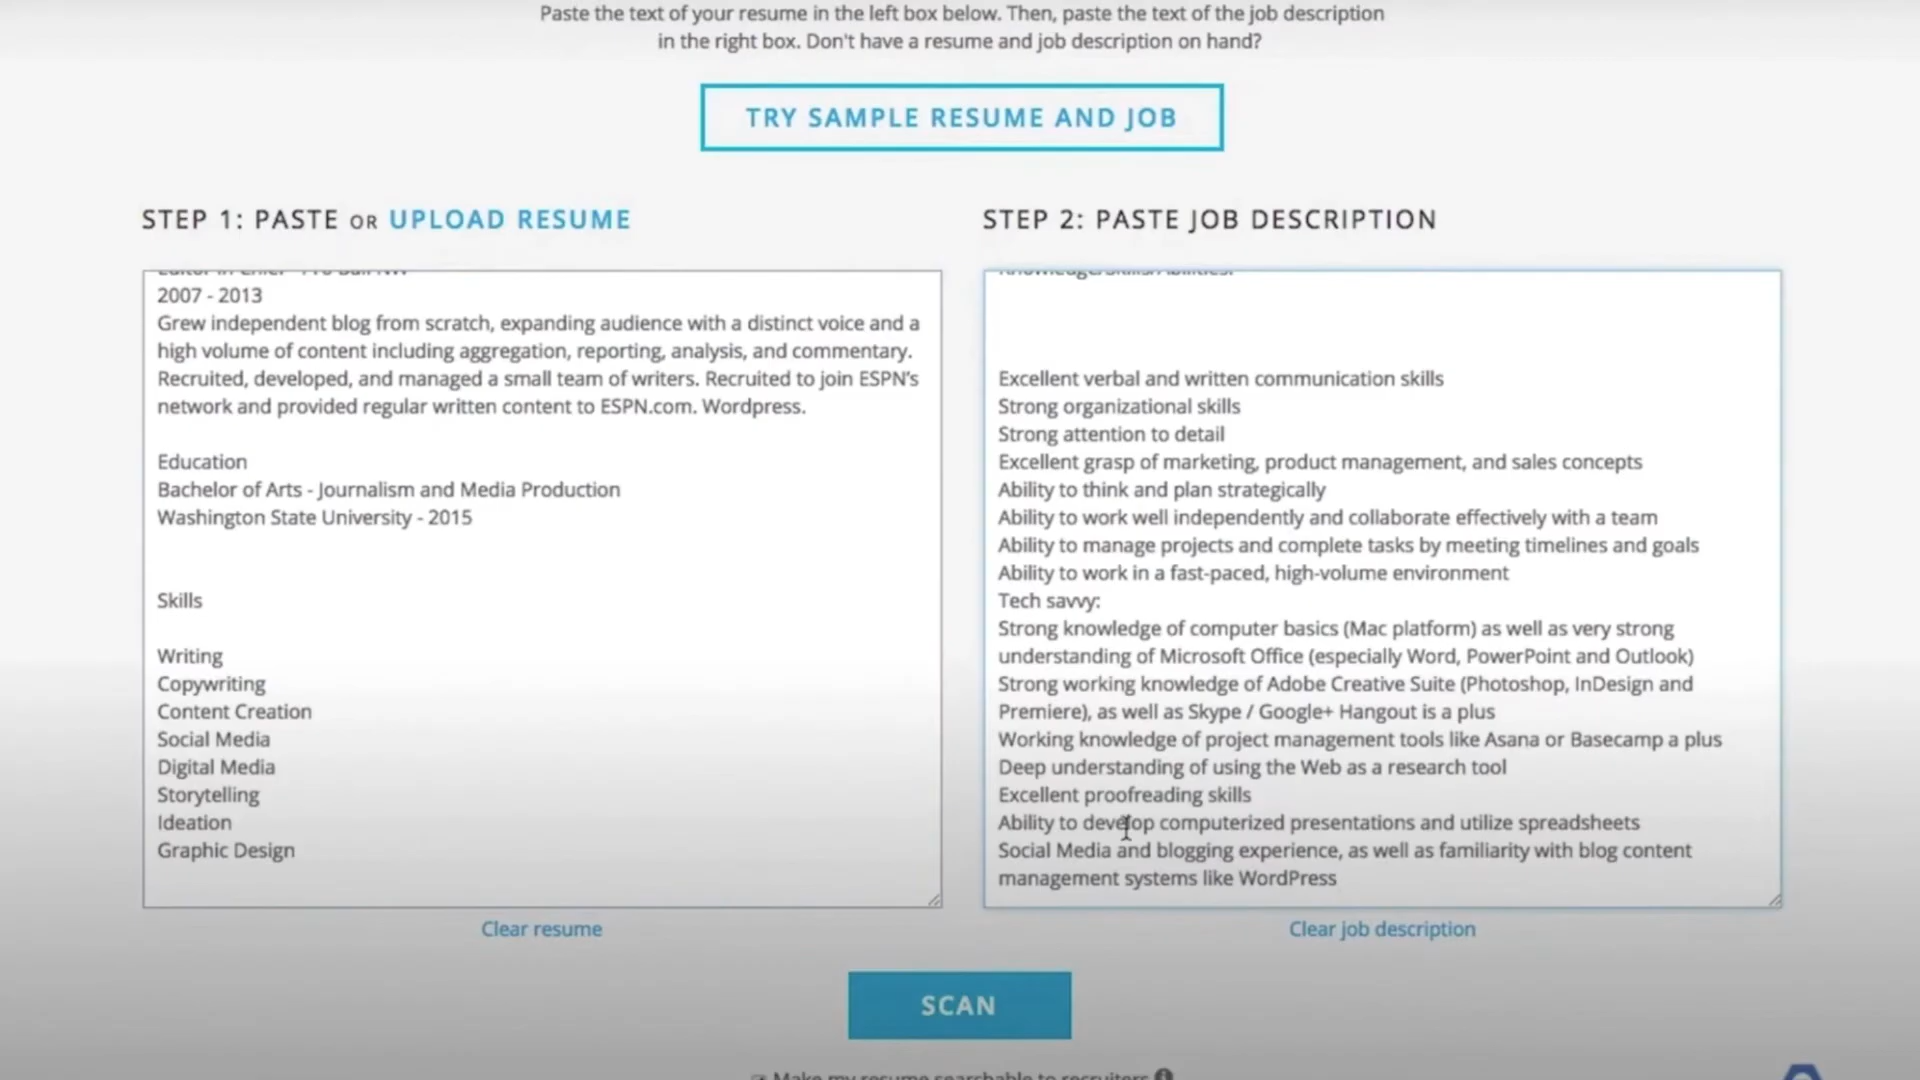 Paste the text of your resume in the left box below. Then, paste the text of the job description
in the right box. Don't have a resume and job description on hand?
TRY SAMPLE RESUME AND JOB
STEP 1: PASTE OR UPLOAD RESUME
2007 - 2013
Grew independent blog from scratch, expanding audience with a distinct voice and a
high volume of content including aggregation, reporting, analysis, and commentary.
Recruited, developed, and managed a small team of writers. Recruited to join ESPN's
network and provided regular written content to ESPN.com. Wordpress.
Education
Bachelor of Arts - Journalism and Media Production
Washington State University - 2015
Skills
Writing
Copywriting
Content Creation
Social Media
Digital Media
Storytelling
Ideation
Graphic Design
Clear resume
STEP 2: PASTE JOB DESCRIPTION
Knowledge/Skills/Abilities:
Excellent verbal and written communication skills
Strong organizational skills
Strong attention to detail
Excellent grasp of marketing, product management, and sales concepts
Ability to think and plan strategically
Ability to work well independently and collaborate effectively with a team
Ability to manage projects and complete tasks by meeting timelines and goals
Ability to work in a fast-paced, high-volume environment
Tech savvy:
Strong knowledge of computer basics (Mac platform) as well as very strong
understanding of Microsoft Office (especially Word, PowerPoint and Outlook)
Strong working knowledge of Adobe Creative Suite (Photoshop, InDesign and
Premiere), as well as Skype / Google+ Hangout is a plus
Working knowledge of project management tools like Asana or Basecamp a plus
Deep understanding of using the Web as a research tool
Excellent proofreading skills
Ability to develop computerized presentations and utilize spreadsheets
Social Media and blogging experience, as well as familiarity with blog content
management systems like WordPress
Clear job description
SCAN
Make my resume searchable to recruiters